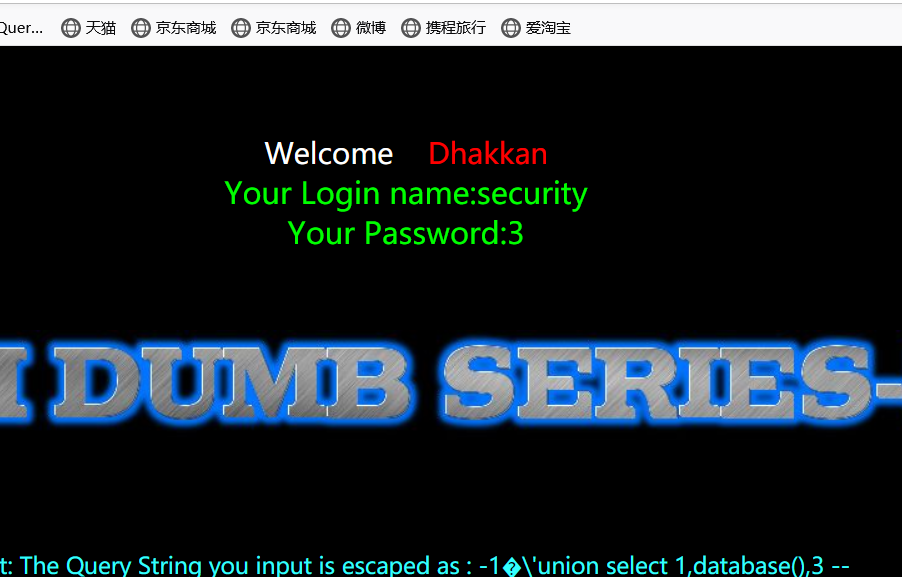 Quer... 天猫 京东商城 京东商城 微博 携程旅行 爱淘宝
Welcome Dhakkan
Your Login name:security
Your Password:3
I DUMB SERIES-
t: The Query String you input is escaped as : -1�\'union select 1,database(),3 --